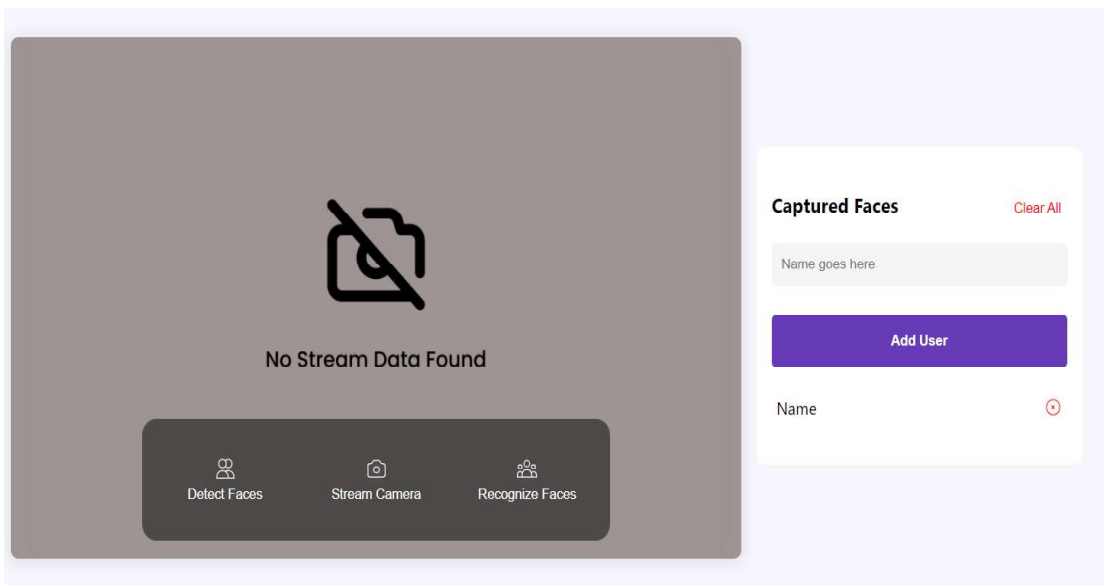 No Stream Data Found
Detect Faces
Stream Camera
Recognize Faces
Captured Faces
Clear All
Name goes here
Add User
Name